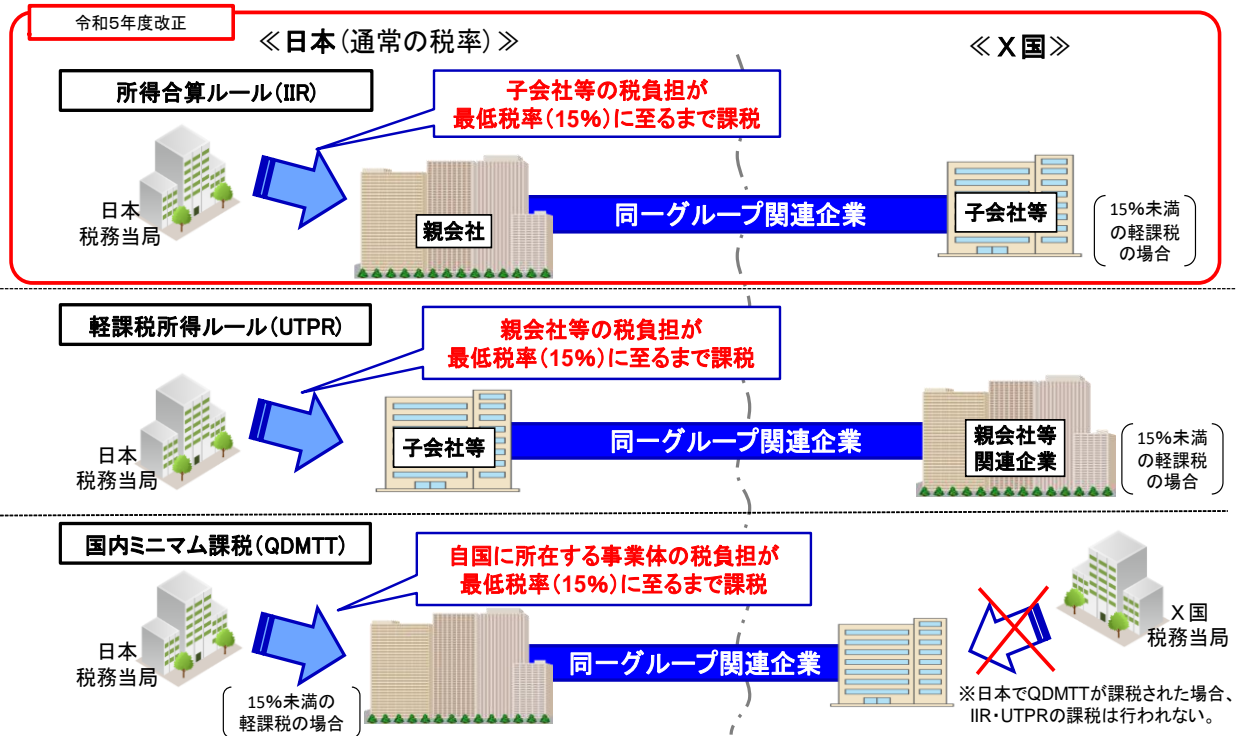 令和5年度改正
≪日本(通常の税率)≫
≪X国≫
所得合算ルール(IIR)
子会社等の税負担が
最低税率(15%)に至るまで課税
日本
税務当局
親会社
同一グループ関連企業
子会社等
15%未満
の軽課税
の場合
軽課税所得ルール(UTPR)
親会社等の税負担が
最低税率(15%)に至るまで課税
日本
税務当局
子会社等
同一グループ関連企業
親会社等
関連企業
15%未満
の軽課税
の場合
国内ミニマム課税(QDMTT)
自国に所在する事業体の税負担が
最低税率(15%)に至るまで課税
日本
税務当局
15%未満の
軽課税の場合
同一グループ関連企業
X国
税務当局
※日本でQDMTTが課税された場合、
IIR・UTPRの課税は行われない。